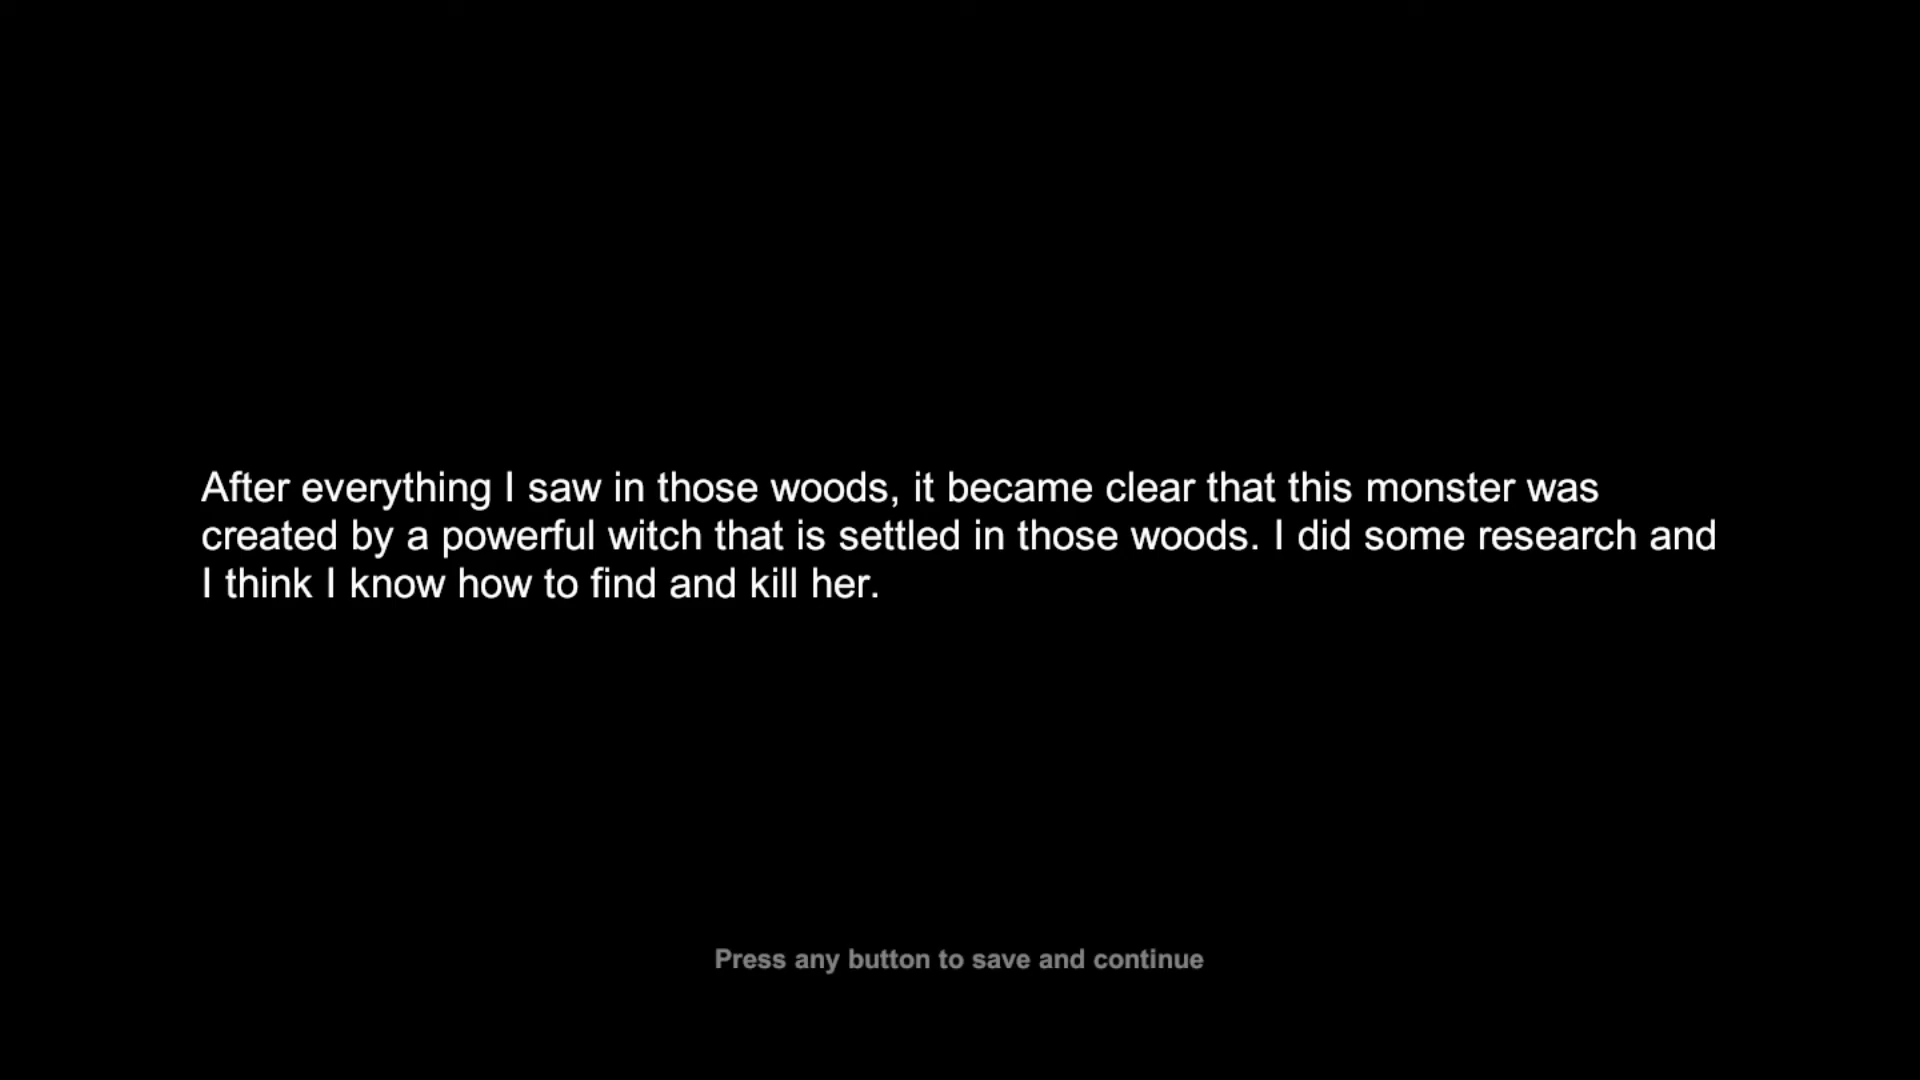 After everything I saw in those woods, it became clear that this monster was
created by a powerful witch that is settled in those woods. I did some research and
I think I know how to find and kill her.
Press any button to save and continue